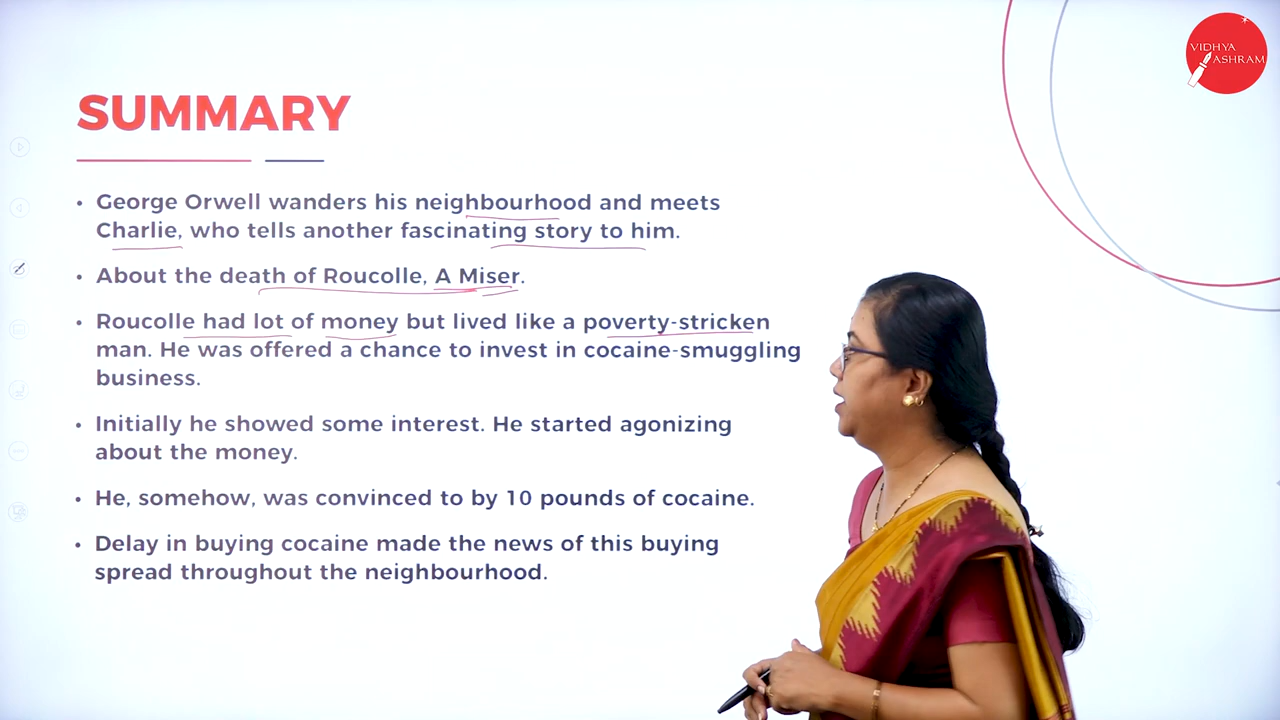 VIDHYA
ASHRAM
SUMMARY
• George Orwell wanders his neighbourhood and meets
Charlie, who tells another fascinating story to him.
• About the death of Roucolle, A Miser.
• Roucolle had lot of money but lived like a poverty-stricken
man. He was offered a chance to invest in cocaine-smuggling
business.
• Initially he showed some interest. He started agonizing
about the money.
• He, somehow, was convinced to by 10 pounds of cocaine.
• Delay in buying cocaine made the news of this buying
spread throughout the neighbourhood.